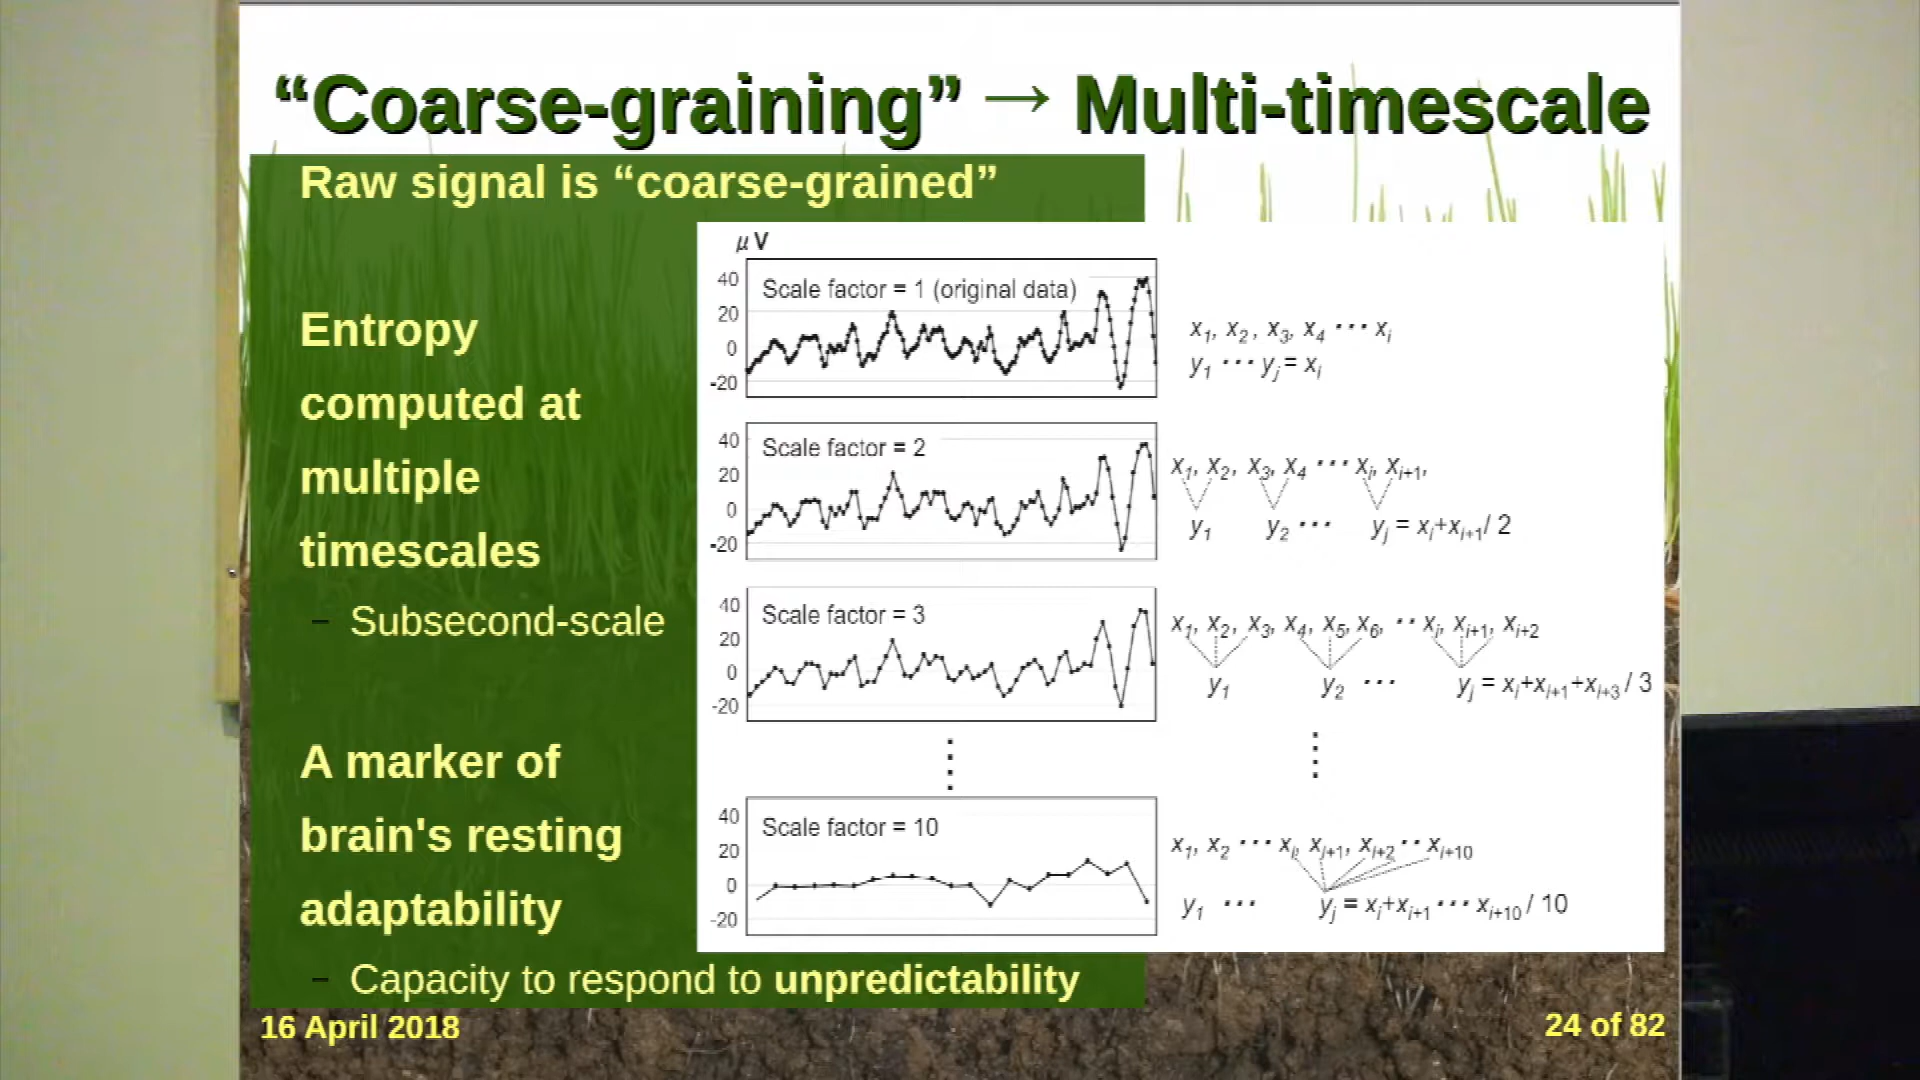 “Coarse-graining” → Multi-timescale
Raw signal is “coarse-grained”
Entropy
computed at
multiple
timescales
– Subsecond-scale
A marker of
brain's resting
adaptability
– Capacity to respond to unpredictability
μV
Scale factor = 1 (original data)
40
20
0
-20
x1, x2, x3, x4 ··· xi
y1 ··· yj = xi
Scale factor = 2
40
20
0
-20
x1, x2, x3, x4 ··· xi, xi+1,
y1 y2 ··· yj = xi+xi+1/ 2
Scale factor = 3
40
20
0
-20
x1, x2, x3, x4, x5, x6, ·· xi, xi+1, xi+2
y1 y2 ··· yj = xi+xi+1+xi+3 / 3
Scale factor = 10
40
20
0
-20
x1, x2 ··· xi, xi+1, xi+2 ·· xi+10
y1 ··· yj = xi+xi+1 ··· xi+10 / 10
16 April 2018
24 of 82